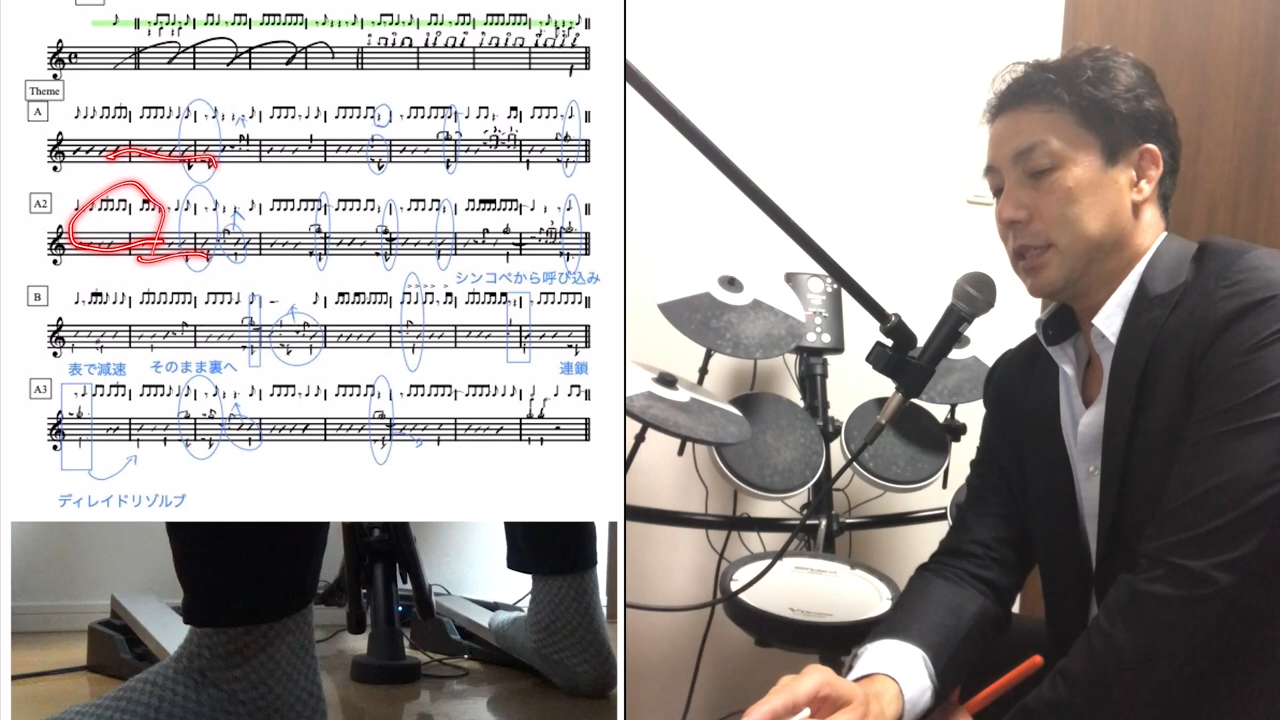 Theme
A
A2
シンコペから呼び込み
B
表で減速 そのまま裏へ 連鎖
A3
ディレイドリゾルブ